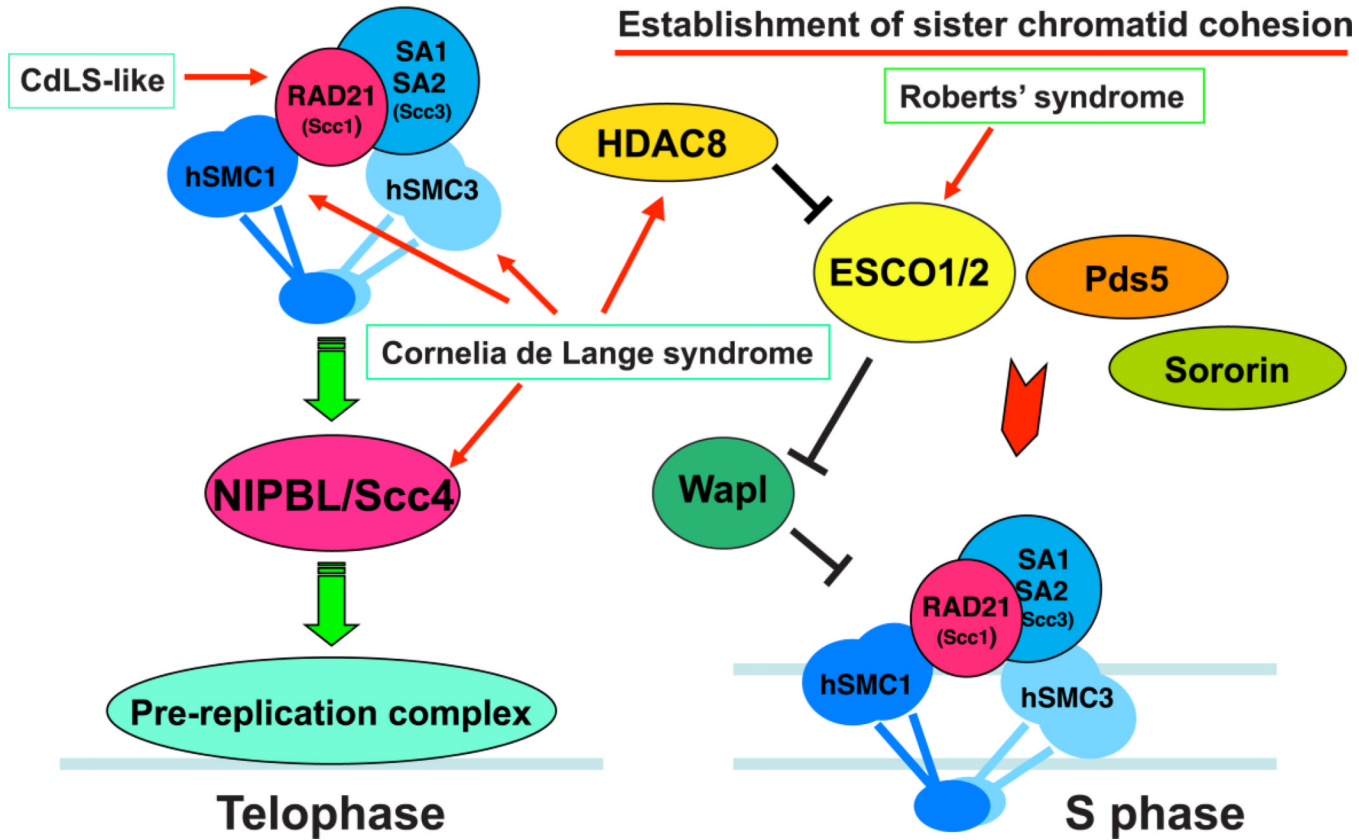 Establishment of sister chromatid cohesion
CdLS-like
SA1
SA2
(Scc3)
RAD21
(Scc1)
hSMC1
hSMC3
HDAC8
Roberts' syndrome
ESCO1/2
Pds5
Sororin
Cornelia de Lange syndrome
NIPBL/Scc4
Wapl
Pre-replication complex
Telophase
SA1
SA2
Scc3)
RAD21
(Scc1)
hSMC1
hSMC3
S phase